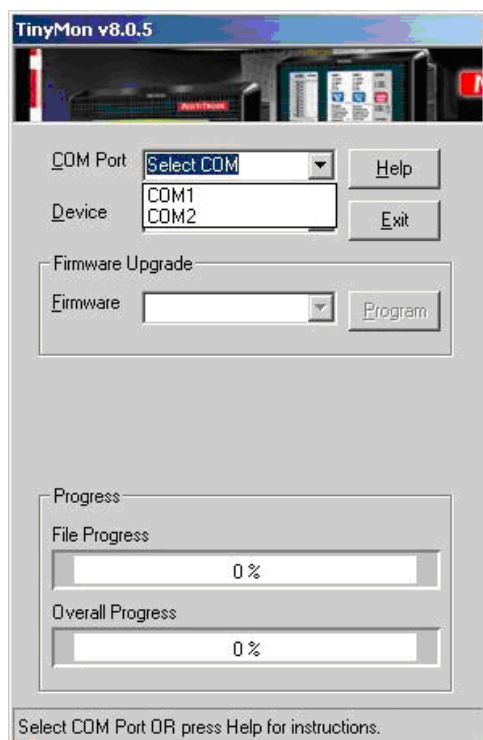 TinyMon v8.0.5
COM Port Select COM Help
COM1
COM2
Device Exit
Firmware Upgrade
Firmware Program
Progress
File Progress
0 %
Overall Progress
0 %
Select COM Port OR press Help for instructions.